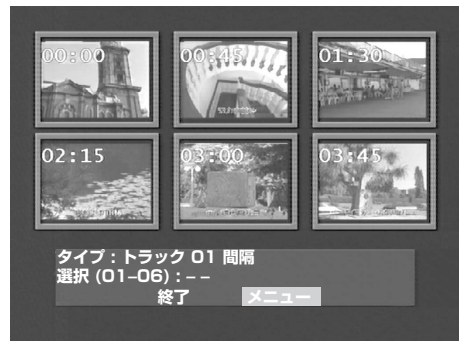 00:00 00:45 01:30
02:15 03:00 03:45
タイプ : トラック 01 間隔
選択 (01–06) : – –
終了 メニュー